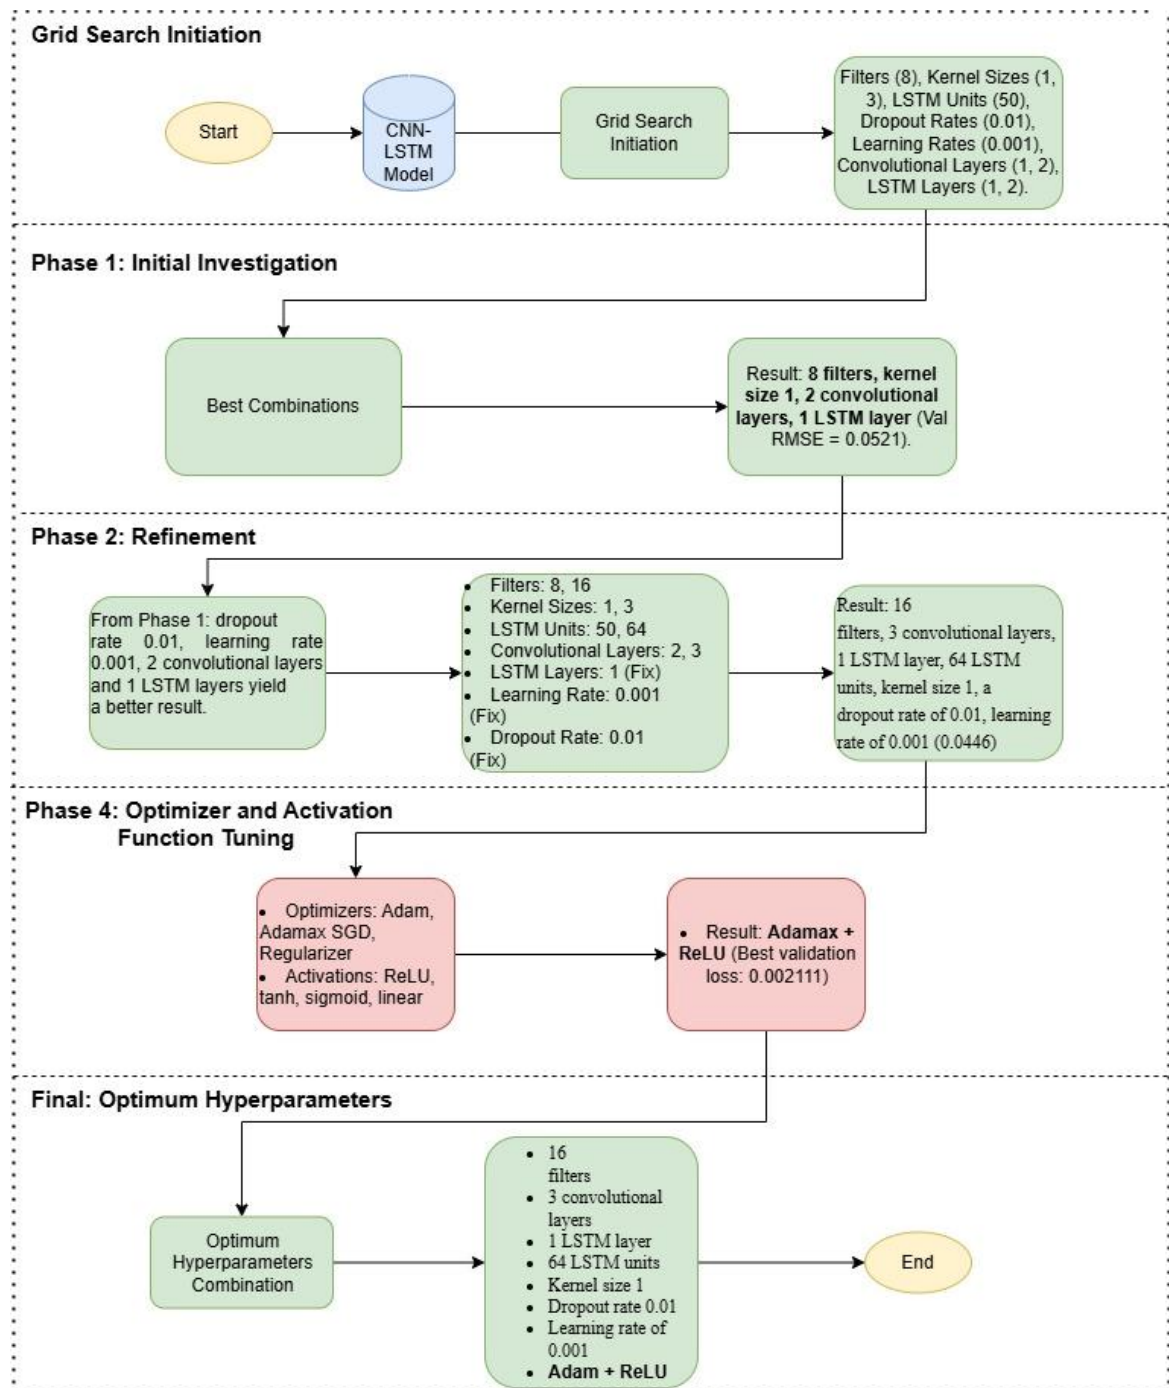 Grid Search Initiation
Start
CNN-
LSTM
Model
Grid Search
Initiation
Filters (8), Kernel Sizes (1,
3), LSTM Units (50),
Dropout Rates (0.01),
Learning Rates (0.001),
Convolutional Layers (1, 2),
LSTM Layers (1, 2).
Phase 1: Initial Investigation
Best Combinations
Result: 8 filters, kernel
size 1, 2 convolutional
layers, 1 LSTM layer (Val
RMSE = 0.0521).
Phase 2: Refinement
From Phase 1: dropout
rate 0.01, learning rate
0.001, 2 convolutional layers
and 1 LSTM layers yield
a better result.
• Filters: 8, 16
• Kernel Sizes: 1, 3
• LSTM Units: 50, 64
• Convolutional Layers: 2, 3
• LSTM Layers: 1 (Fix)
• Learning Rate: 0.001
(Fix)
• Dropout Rate: 0.01
(Fix)
Result: 16
filters, 3 convolutional layers,
1 LSTM layer, 64 LSTM
units, kernel size 1, a
dropout rate of 0.01, learning
rate of 0.001 (0.0446)
Phase 4: Optimizer and Activation
Function Tuning
• Optimizers: Adam,
Adamax SGD,
Regularizer
• Activations: ReLU,
tanh, sigmoid, linear
• Result: Adamax +
ReLU (Best validation
loss: 0.002111)
Final: Optimum Hyperparameters
Optimum
Hyperparameters
Combination
• 16
filters
• 3 convolutional
layers
• 1 LSTM layer
• 64 LSTM units
• Kernel size 1
• Dropout rate 0.01
• Learning rate of
0.001
• Adam + ReLU
End